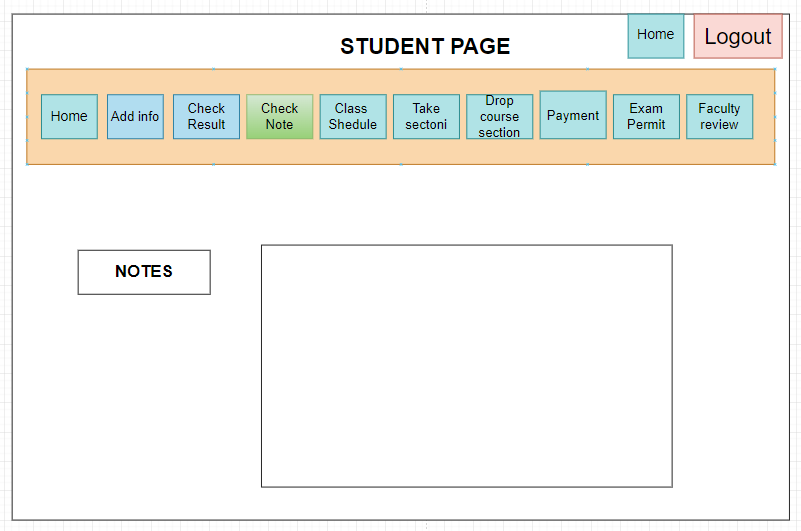 STUDENT PAGE
Home
Logout
Home
Add info
Check
Result
Check
Note
Class
Shedule
Take
sectoni
Drop
course
section
Payment
Exam
Permit
Faculty
review
NOTES